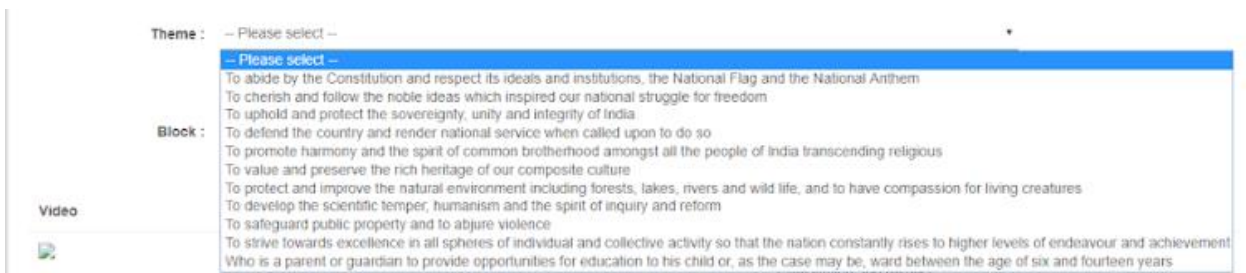 Theme : -- Please select --
-- Please select --
To abide by the Constitution and respect its ideals and institutions, the National Flag and the National Anthem
To cherish and follow the noble ideas which inspired our national struggle for freedom
To uphold and protect the sovereignty, unity and integrity of India
Block : To defend the country and render national service when called upon to do so
To promote harmony and the spirit of common brotherhood amongst all the people of India transcending religious
To value and preserve the rich heritage of our composite culture
To protect and improve the natural environment including forests, lakes, rivers and wild life, and to have compassion for living creatures
Video To develop the scientific temper, humanism and the spirit of inquiry and reform
To safeguard public property and to abjure violence
To strive towards excellence in all spheres of individual and collective activity so that the nation constantly rises to higher levels of endeavour and achievement
Who is a parent or guardian to provide opportunities for education to his child or, as the case may be, ward between the age of six and fourteen years